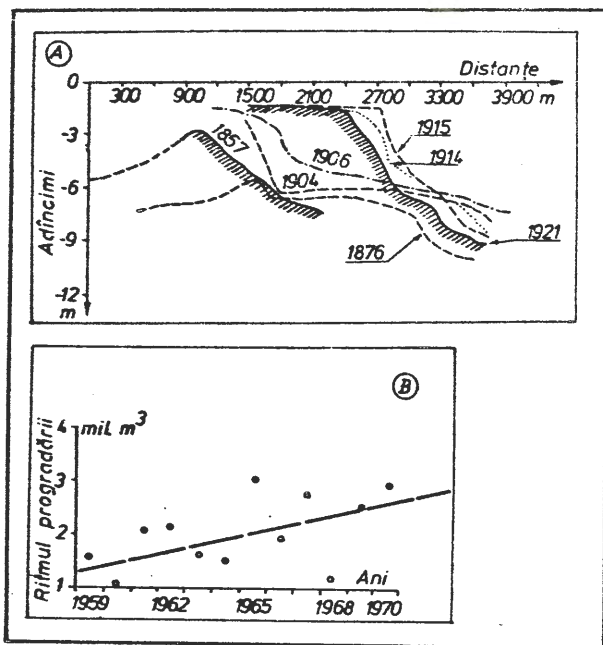 A
Distanțe
0
300 900 1500 2100 2700 3300 3900 m
-3
-6
-9
-12
m
Adîncimi
1857
1904
1906
1915
1914
1921
1876
B
4 mil. m³
3
2
1
Ritmul progradării
Ani
1959 1962 1965 1968 1970